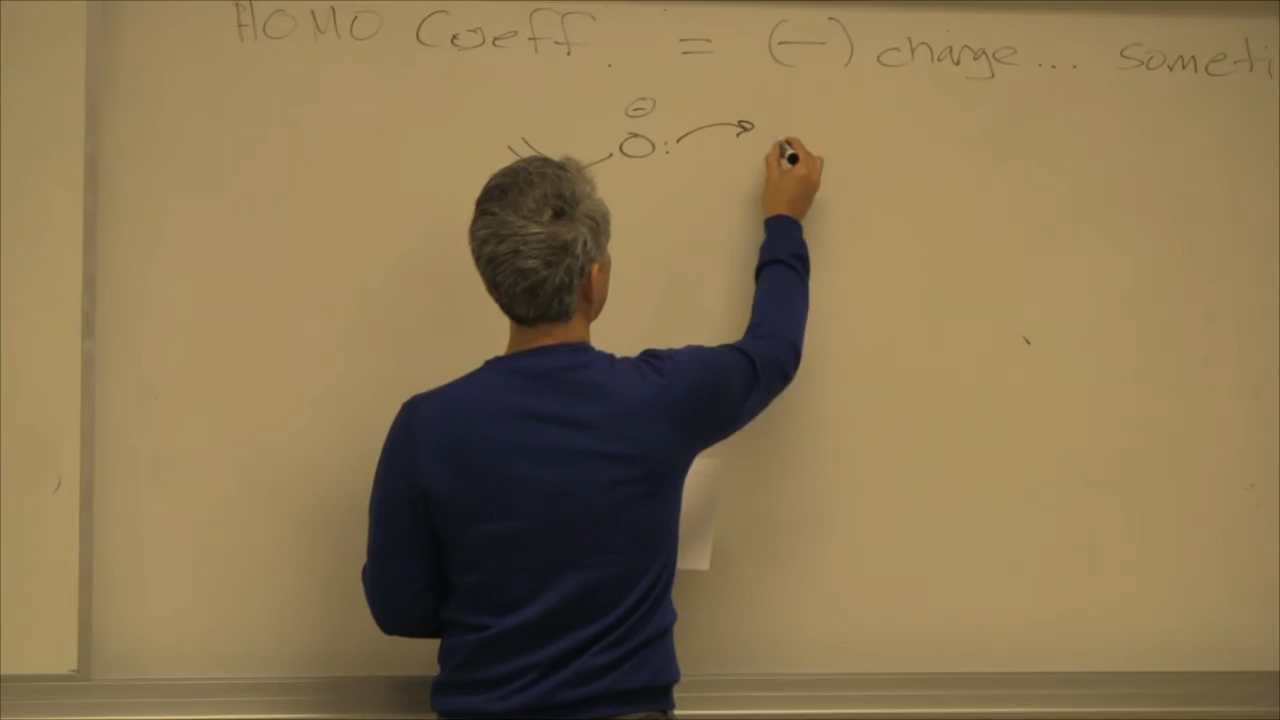 HOMO Coeff. = (–) charge... someti
⊖
O: